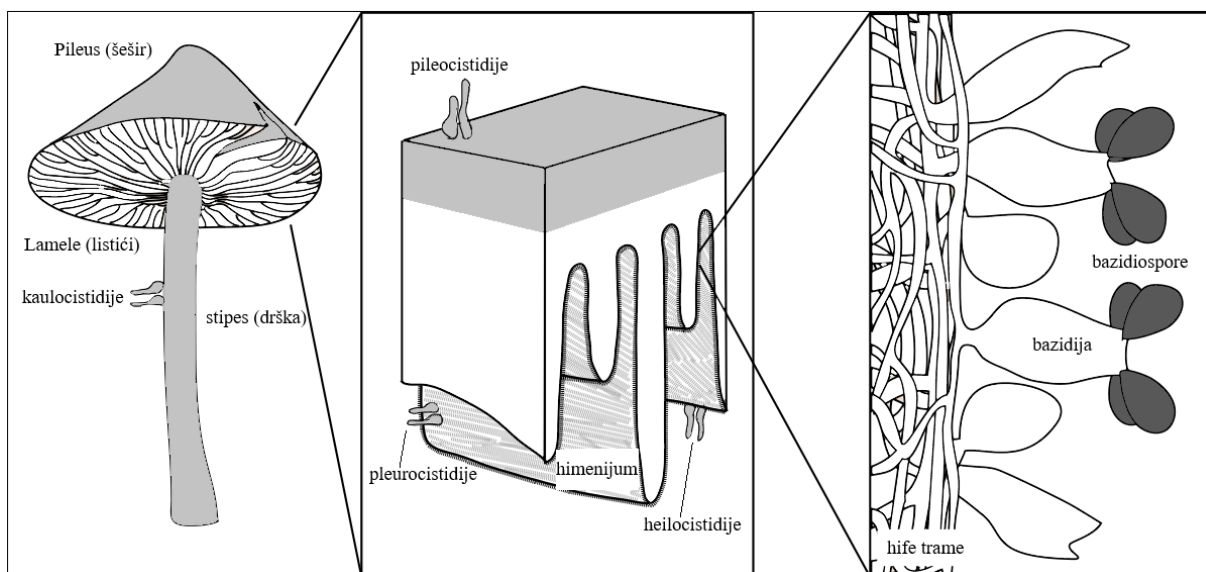 Pileus (šešir)
Lamele (listići)
kaulocistidije
stipes (drška)
pileocistidije
pleurocistidije
himenijum
heilocistidije
bazidiospore
bazidija
hife trame